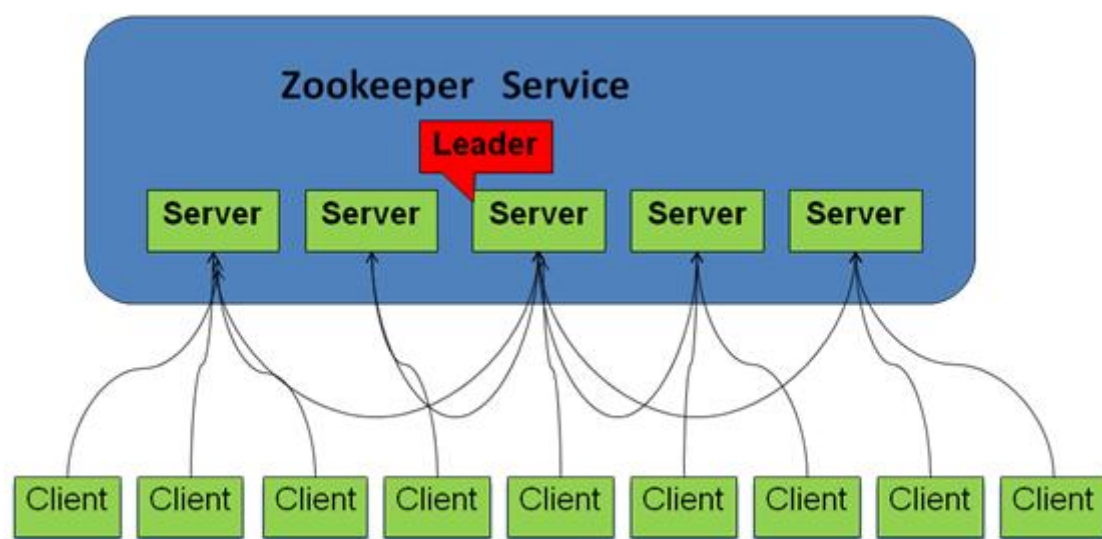 Zookeeper Service
Leader
Server Server Server Server Server
Client Client Client Client Client Client Client Client Client